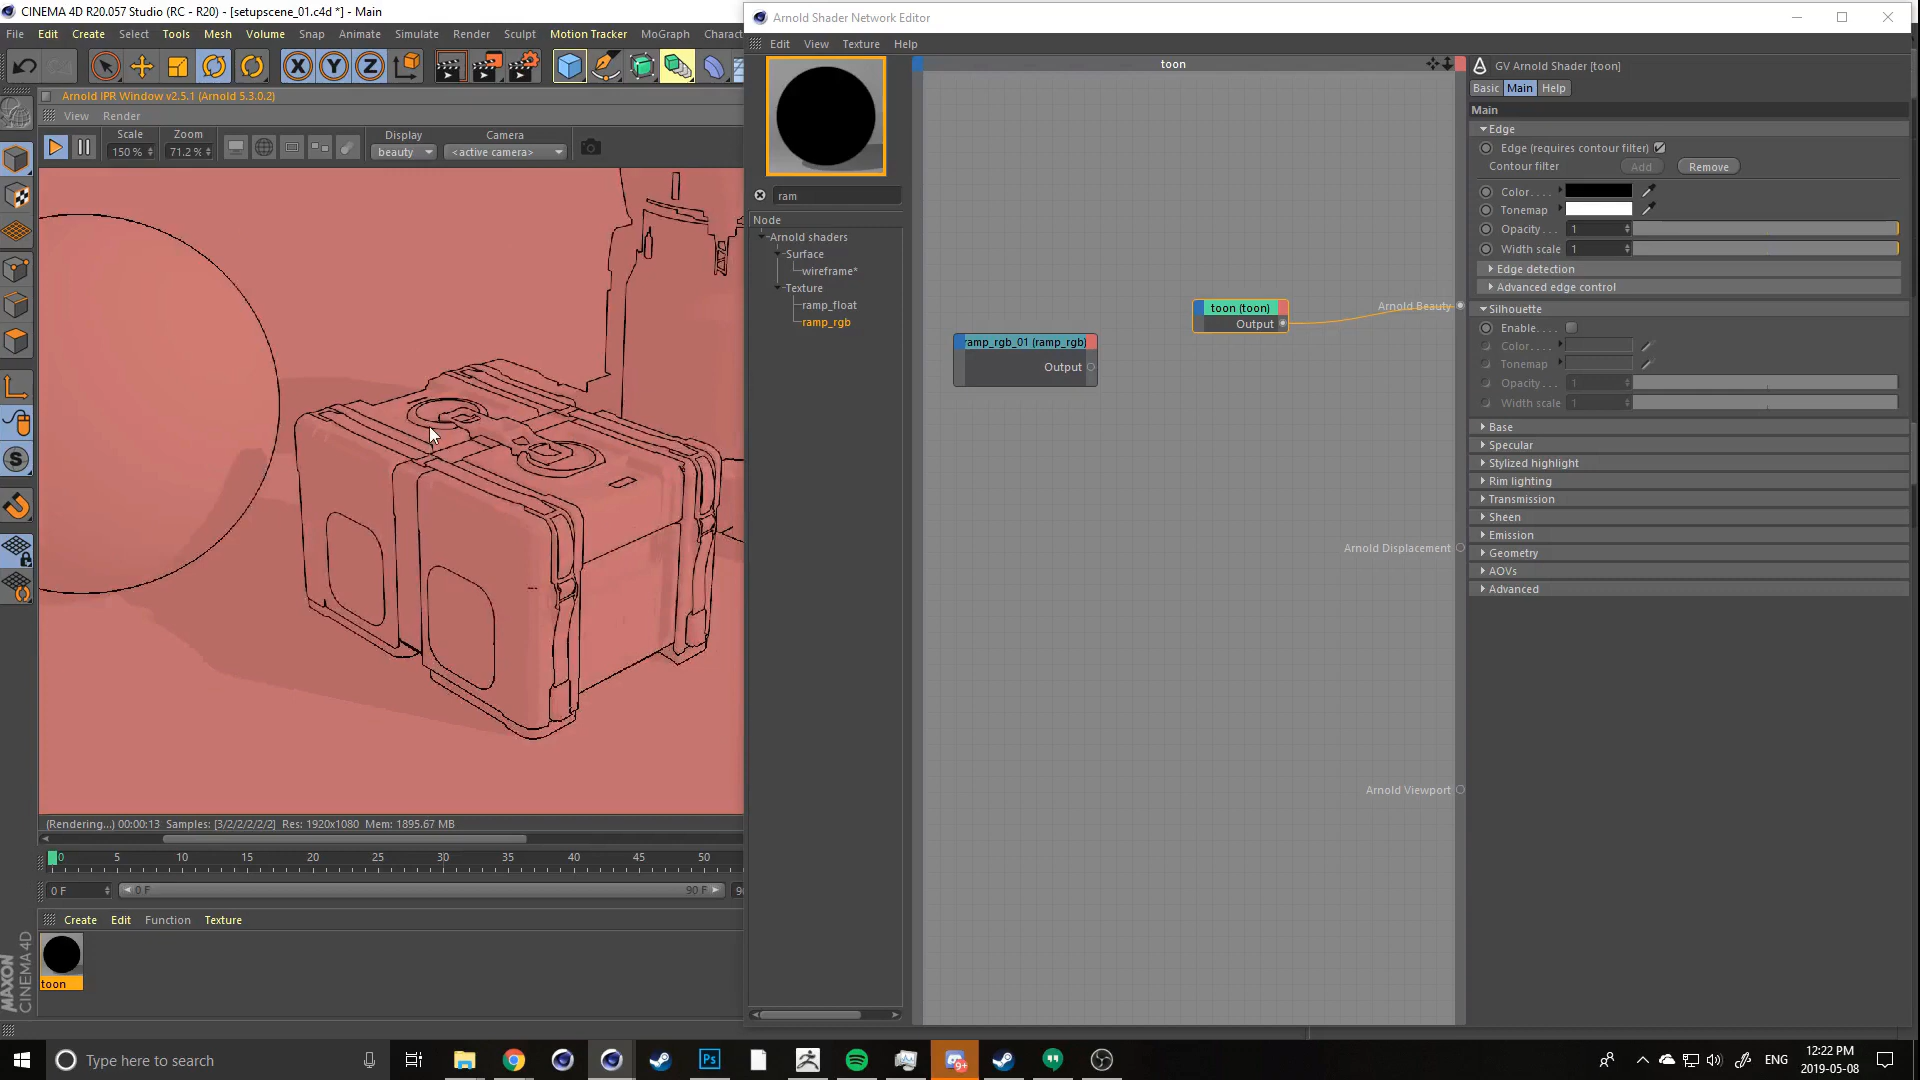 CINEMA 4D R20.057 Studio (RC - R20) - [setupscene_01.c4d *] - Main
Arnold Shader Network Editor
File Edit Create Select Tools Mesh Volume Snap Animate Simulate Render Sculpt Motion Tracker MoGraph Charact
Edit View Texture Help
toon
GV Arnold Shader [toon]
Basic Main Help
Arnold IPR Window v2.5.1 (Arnold 5.3.0.2)
View Render
Scale Zoom Display Camera
150 % 71.2 % beauty <active camera>
ram
Node
Arnold shaders
Surface
wireframe*
Texture
ramp_float
ramp_rgb
toon (toon)
Output
ramp_rgb_01 (ramp_rgb)
Output
Arnold Beauty
Arnold Displacement
Arnold Viewport
Main
Edge
Edge (requires contour filter)
Contour filter Add Remove
Color. . . .
Tonemap
Opacity . . . 1
Width scale 1
Edge detection
Advanced edge control
Silhouette
Enable. . . .
Color. . . .
Tonemap
Opacity . . . 1
Width scale 1
Base
Specular
Stylized highlight
Rim lighting
Transmission
Sheen
Emission
Geometry
AOVs
Advanced
(Rendering...) 00:00:13 Samples: [3/2/2/2/2/2] Res: 1920x1080 Mem: 1895.67 MB
0 5 10 15 20 25 30 35 40 45 50
0 F 0 F 90 F 90
Create Edit Function Texture
toon
MAXON
CINEMA 4D
Type here to search
9+
ENG
12:22 PM
2019-05-08